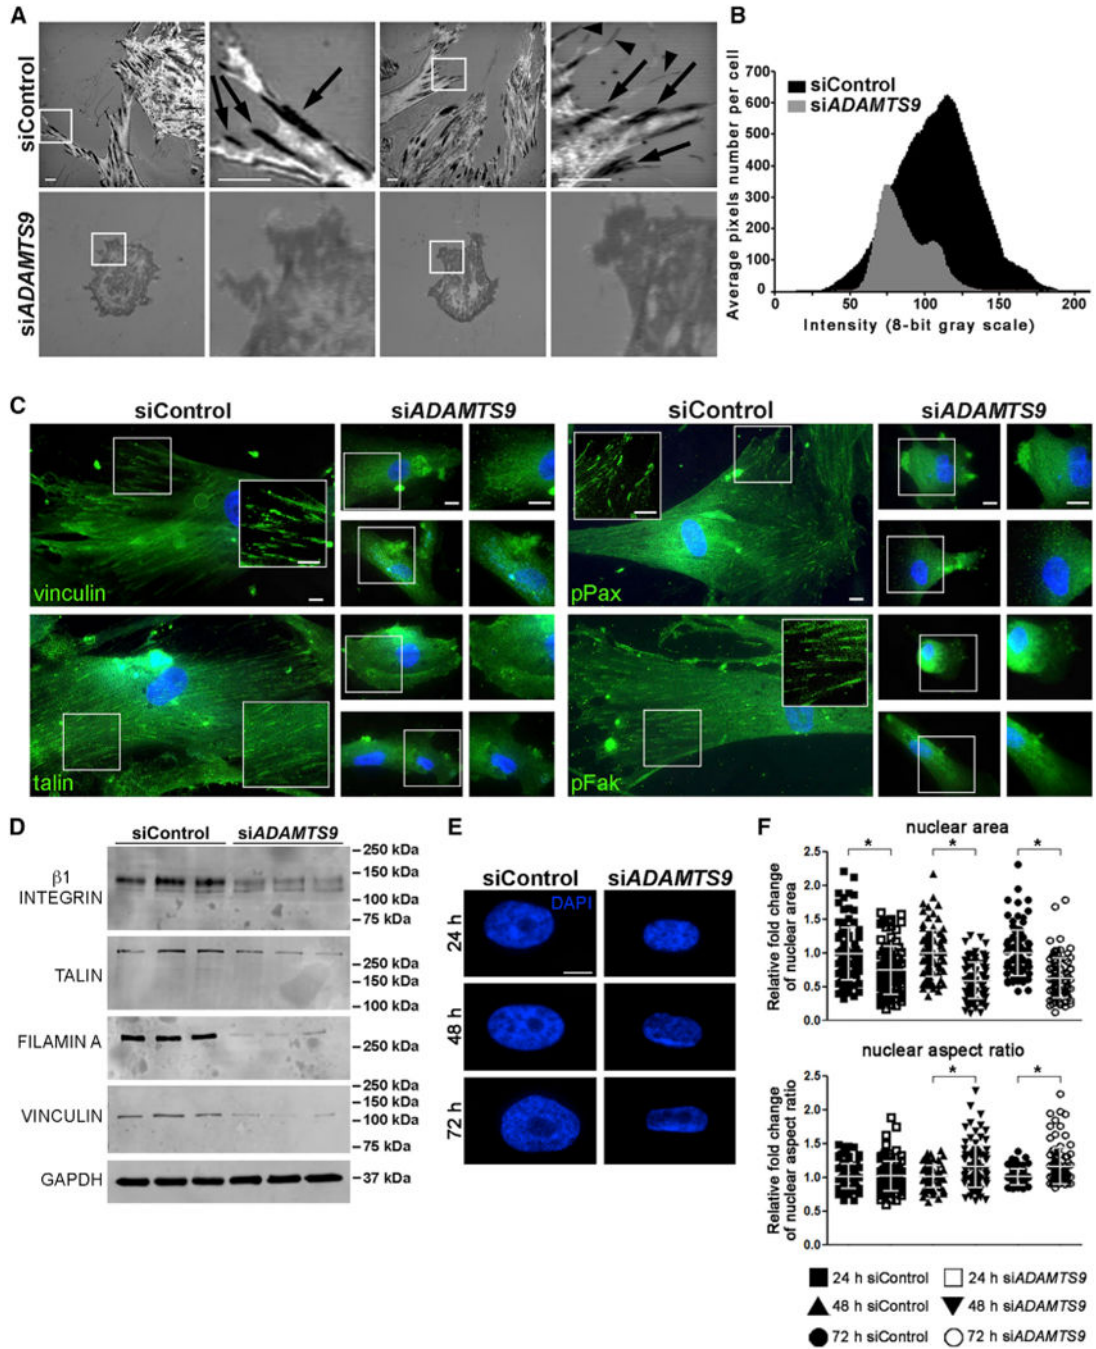 A
siControl
siADAMTS9
B
Average pixels number per cell
700
600
500
400
300
200
100
0
siControl
siADAMTS9
50
100
150
200
Intensity (8-bit gray scale)
C
siControl
siADAMTS9
siControl
siADAMTS9
vinculin
pPax
talin
pFak
D
siControl
siADAMTS9
β1
INTEGRIN
250 kDa
150 kDa
100 kDa
75 kDa
TALIN
250 kDa
150 kDa
100 kDa
FILAMIN A
250 kDa
VINCULIN
250 kDa
150 kDa
100 kDa
75 kDa
GAPDH
37 kDa
E
siControl
siADAMTS9
DAPI
24 h
48 h
72 h
F
nuclear area
Relative fold change
of nuclear area
2.5
2.0
1.5
1.0
0.5
0.0
*
*
*
nuclear aspect ratio
Relative fold change
of nuclear aspect ratio
2.5
2.0
1.5
1.0
0.5
0.0
*
*
24 h siControl
24 h siADAMTS9
48 h siControl
48 h siADAMTS9
72 h siControl
72 h siADAMTS9